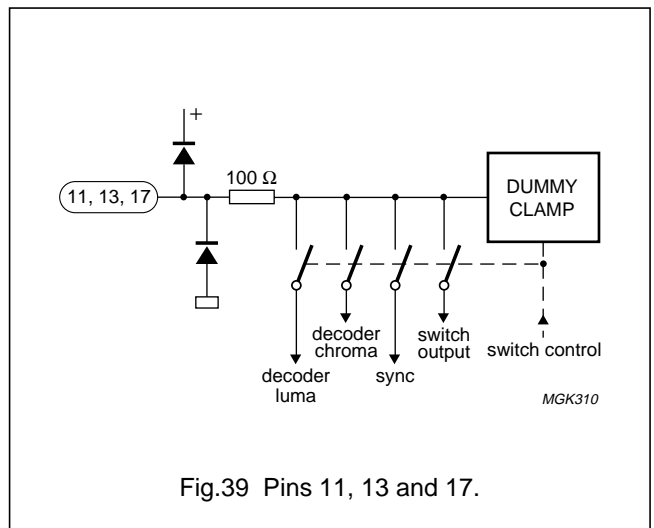 +
100 Ω
11, 13, 17
DUMMY
CLAMP
decoder
chroma
switch
output
switch control
decoder
luma
sync
MGK310
Fig.39 Pins 11, 13 and 17.